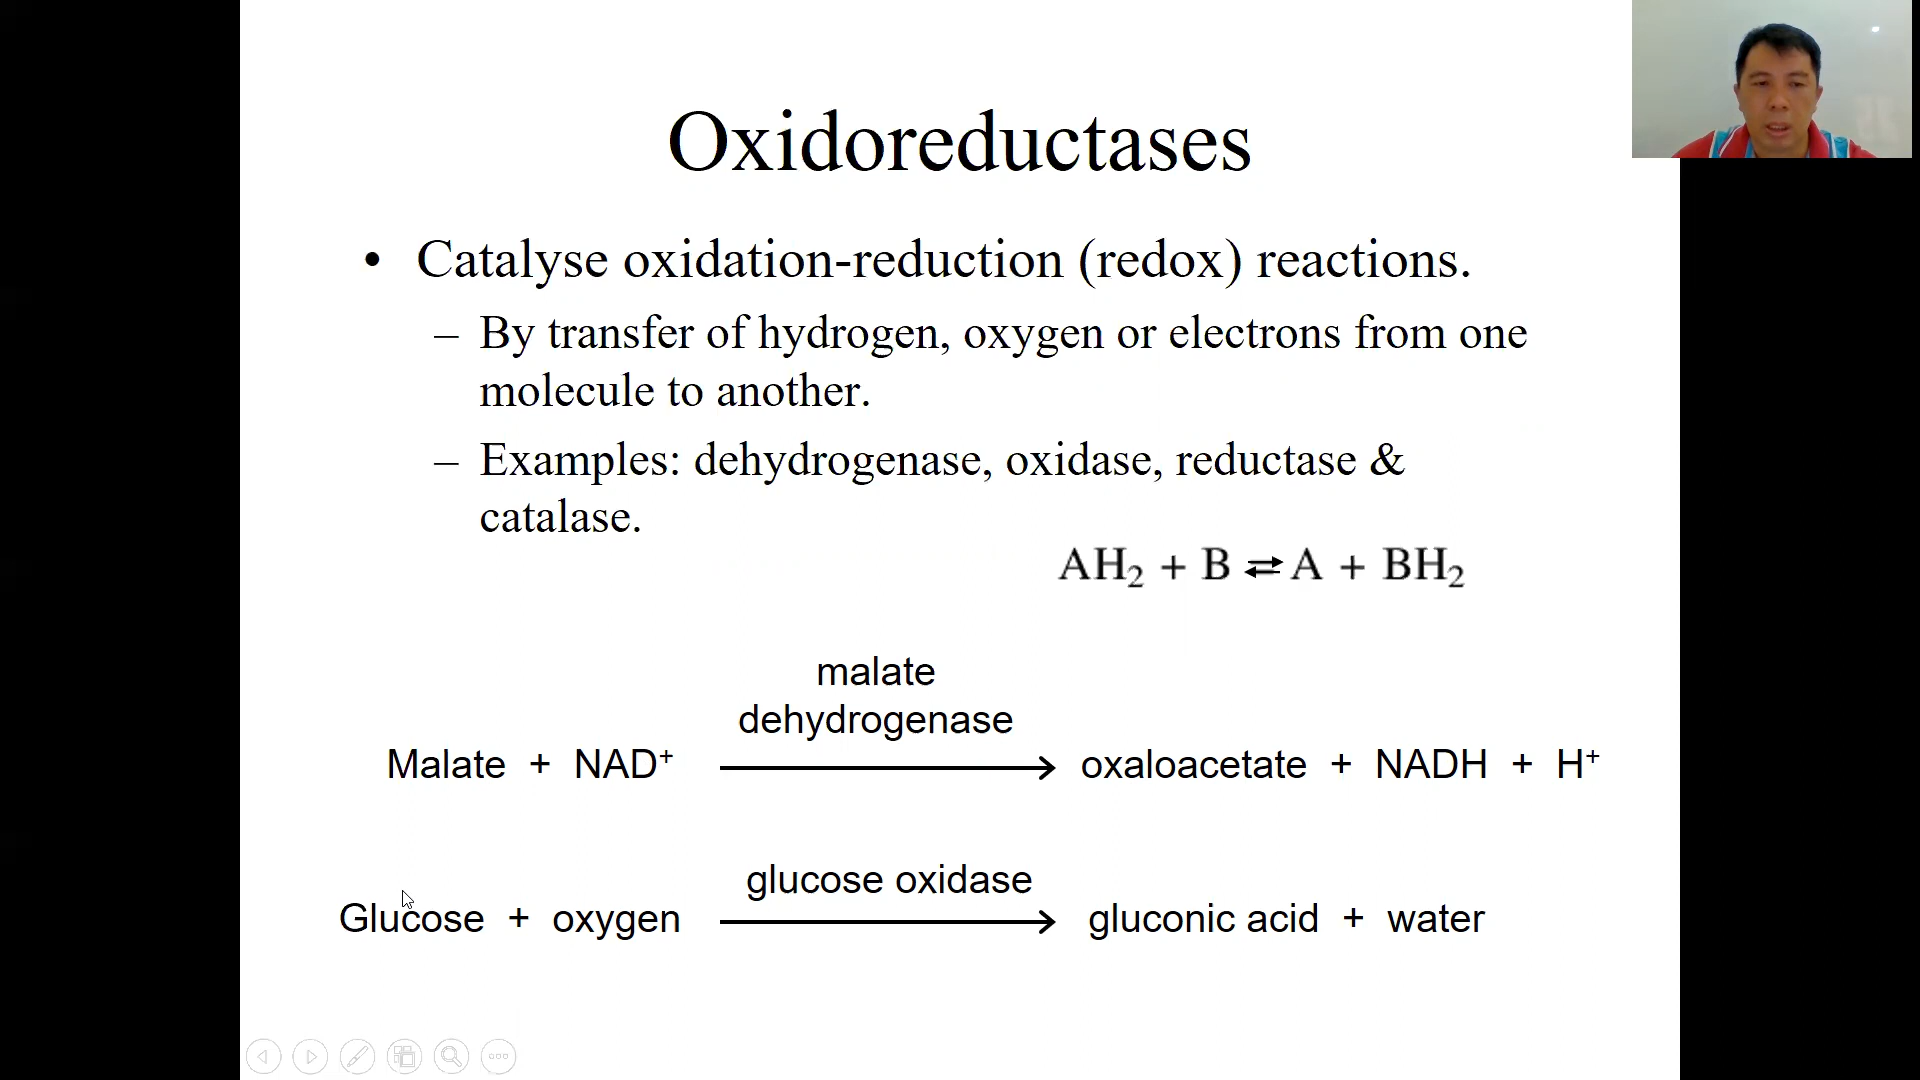 Oxidoreductases
• Catalyse oxidation-reduction (redox) reactions.
– By transfer of hydrogen, oxygen or electrons from one
molecule to another.
– Examples: dehydrogenase, oxidase, reductase &
catalase.
AH₂ + B ⇌ A + BH₂
malate
dehydrogenase
Malate + NAD⁺ → oxaloacetate + NADH + H⁺
glucose oxidase
Glucose + oxygen → gluconic acid + water